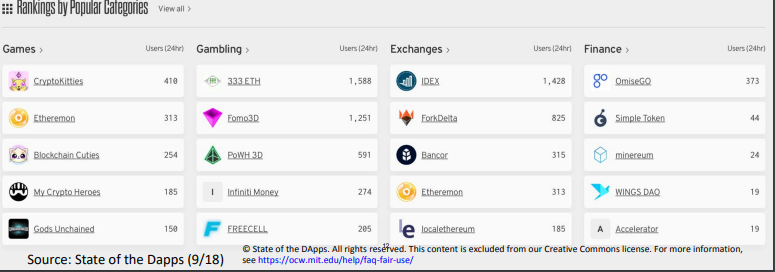 Rankings by Popular Categories View all >
Games > Users (24hr) Gambling > Users (24hr) Exchanges > Users (24hr) Finance > Users (24hr)
CryptoKitties 410 333 ETH 1,588 IDEX 1,428 OmiseGO 373
Etheremon 313 Fomo3D 1,251 ForkDelta 825 Simple Token 44
Blockchain Cuties 254 PoWH 3D 591 Bancor 315 minereum 24
My Crypto Heroes 185 I Infiniti Money 274 Etheremon 313 WINGS DAO 19
Gods Unchained 150 FREECELL 205 localethereum 185 A Accelerator 19
12
Source: State of the Dapps (9/18) © State of the DApps. All rights reserved. This content is excluded from our Creative Commons license. For more information,
see https://ocw.mit.edu/help/faq-fair-use/